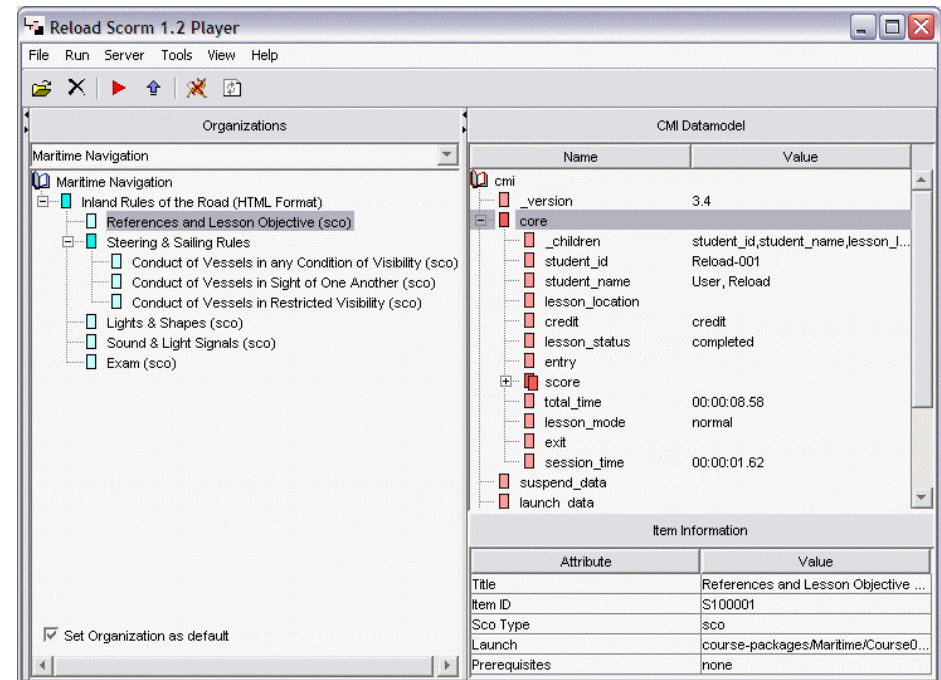 Reload Scorm 1.2 Player
File Run Server Tools View Help
Organizations
Maritime Navigation
Maritime Navigation
Inland Rules of the Road (HTML Format)
References and Lesson Objective (sco)
Steering & Sailing Rules
Conduct of Vessels in any Condition of Visibility (sco)
Conduct of Vessels in Sight of One Another (sco)
Conduct of Vessels in Restricted Visibility (sco)
Lights & Shapes (sco)
Sound & Light Signals (sco)
Exam (sco)
Set Organization as default
CMI Datamodel
Name Value
cmi
_version 3.4
core
_children student_id,student_name,lesson_l...
student_id Reload-001
student_name User, Reload
lesson_location
credit credit
lesson_status completed
entry
score
total_time 00:00:08.58
lesson_mode normal
exit
session_time 00:00:01.62
suspend_data
launch_data
Item Information
Attribute Value
Title References and Lesson Objective ...
Item ID S100001
Sco Type sco
Launch course-packages/Maritime/Course0...
Prerequisites none